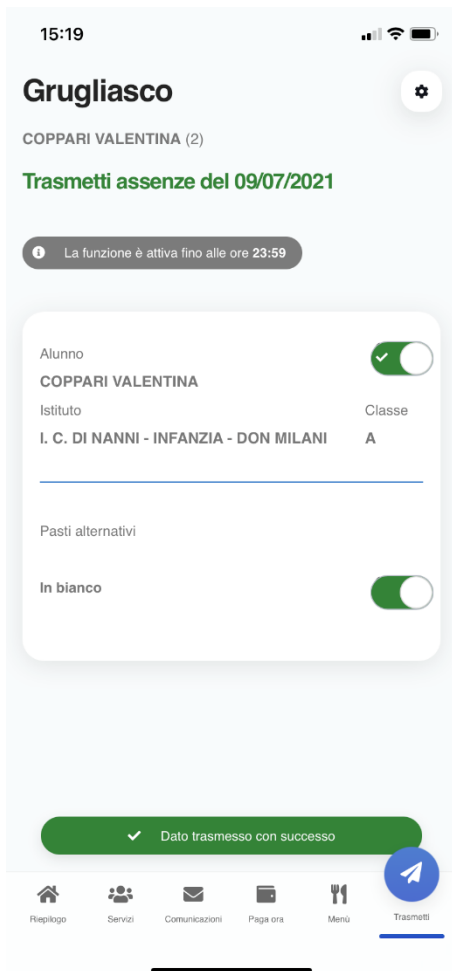 15:19
Grugliasco
COPPARI VALENTINA (2)
Trasmetti assenze del 09/07/2021
La funzione è attiva fino alle ore 23:59
Alunno
COPPARI VALENTINA
Istituto Classe
I. C. DI NANNI - INFANZIA - DON MILANI A
Pasti alternativi
In bianco
Dato trasmesso con successo
Riepilogo Servizi Comunicazioni Paga ora Menù Trasmetti